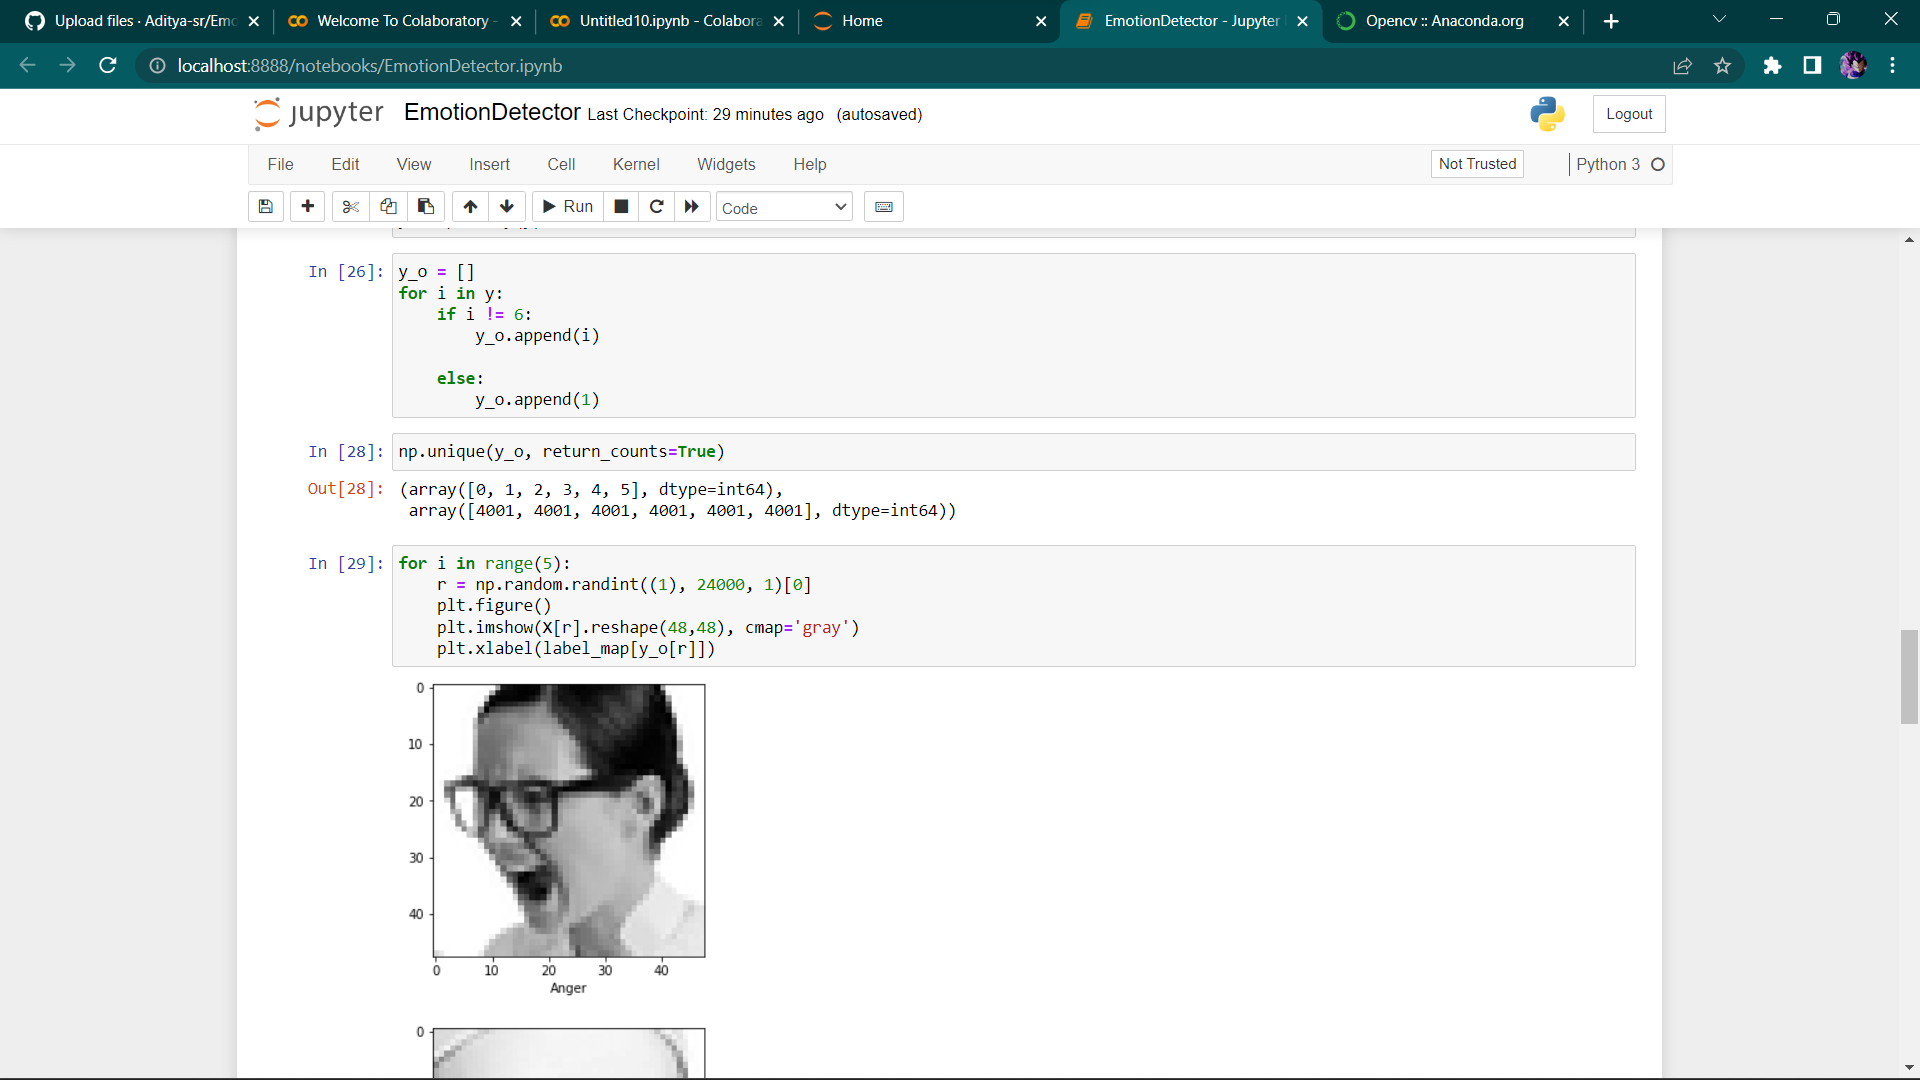 Upload files · Aditya-sr/Emo
Welcome To Colaboratory -
Untitled10.ipynb - Colabora
Home
EmotionDetector - Jupyter
Opencv :: Anaconda.org
localhost:8888/notebooks/EmotionDetector.ipynb
jupyter EmotionDetector Last Checkpoint: 29 minutes ago (autosaved) Logout
File Edit View Insert Cell Kernel Widgets Help Not Trusted Python 3
Run Code
In [26]: y_o = []
for i in y:
    if i != 6:
        y_o.append(i)
    else:
        y_o.append(1)
In [28]: np.unique(y_o, return_counts=True)
Out[28]: (array([0, 1, 2, 3, 4, 5], dtype=int64),
 array([4001, 4001, 4001, 4001, 4001, 4001], dtype=int64))
In [29]: for i in range(5):
    r = np.random.randint((1), 24000, 1)[0]
    plt.figure()
    plt.imshow(X[r].reshape(48,48), cmap='gray')
    plt.xlabel(label_map[y_o[r]])
0
10
20
30
40
0 10 20 30 40
Anger
0